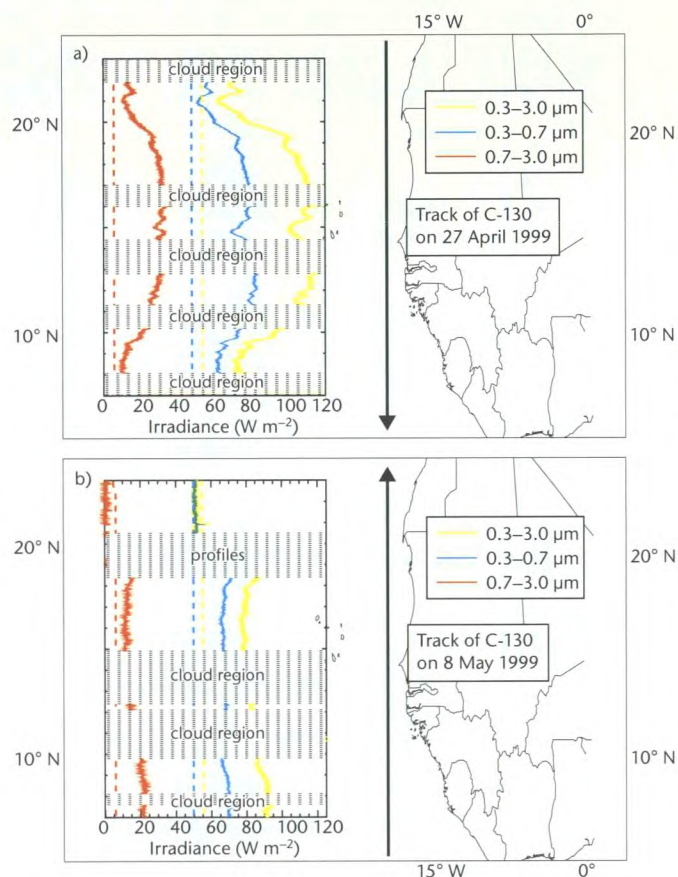 15° W 0°
a)
cloud region
0.3–3.0 µm
20° N
0.3–0.7 µm
20° N
0.7–3.0 µm
cloud region
Track of C-130
on 27 April 1999
cloud region
cloud region
10° N
10° N
cloud region
0 20 40 60 80 100 120
Irradiance (W m⁻²)
b)
0.3–3.0 µm
20° N
profiles
0.3–0.7 µm
20° N
0.7–3.0 µm
Track of C-130
on 8 May 1999
cloud region
cloud region
10° N
10° N
cloud region
0 20 40 60 80 100 120
Irradiance (W m⁻²)
15° W 0°